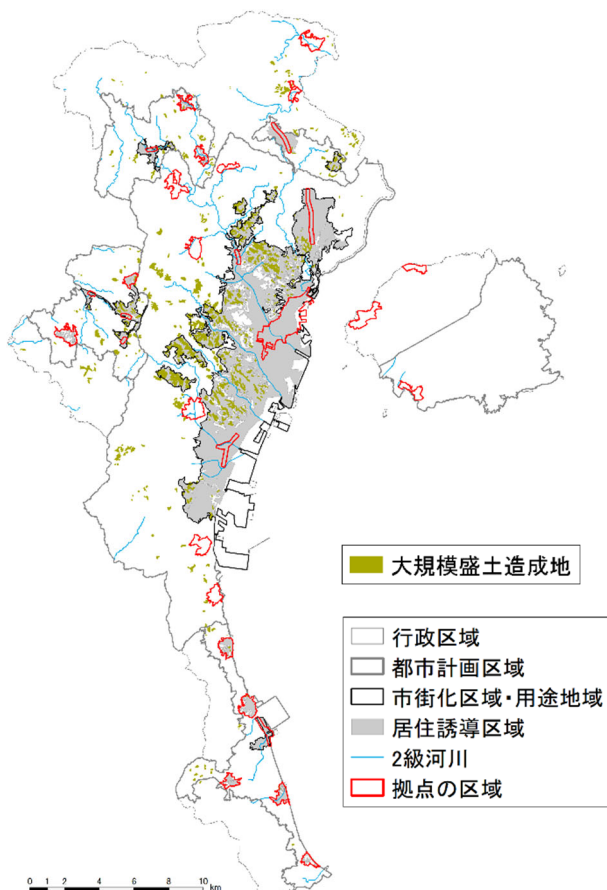 大規模盛土造成地
行政区域
都市計画区域
市街化区域・用途地域
居住誘導区域
2級河川
拠点の区域
0 1 2 4 6 8 10
km